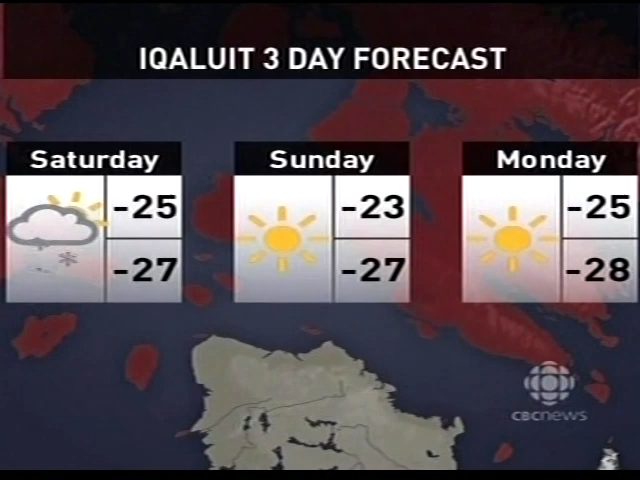 IQALUIT 3 DAY FORECAST
Saturday
-25
-27
Sunday
-23
-27
Monday
-25
-28
CBCNEWS